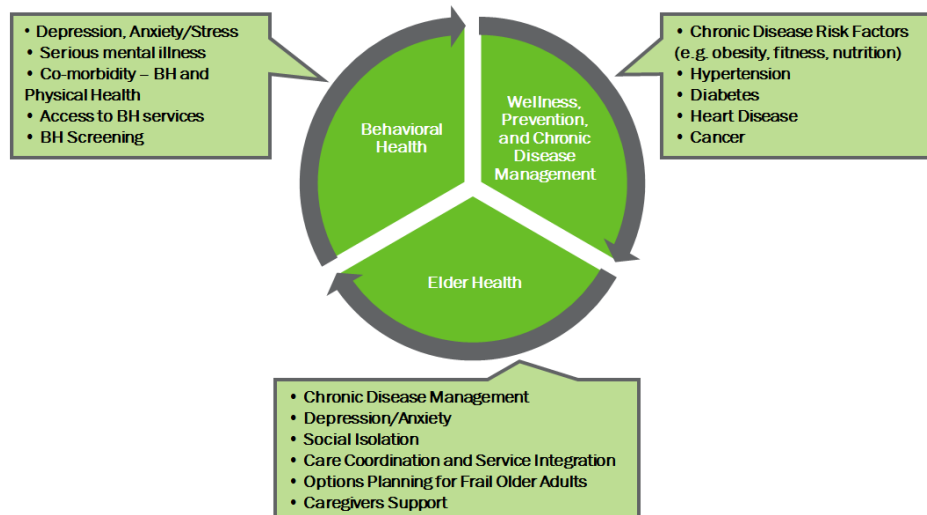 • Depression, Anxiety/Stress
• Serious mental illness
• Co-morbidity – BH and
Physical Health
• Access to BH services
• BH Screening
Behavioral
Health
Wellness,
Prevention,
and Chronic
Disease
Management
• Chronic Disease Risk Factors
(e.g. obesity, fitness, nutrition)
• Hypertension
• Diabetes
• Heart Disease
• Cancer
Elder Health
• Chronic Disease Management
• Depression/Anxiety
• Social Isolation
• Care Coordination and Service Integration
• Options Planning for Frail Older Adults
• Caregivers Support